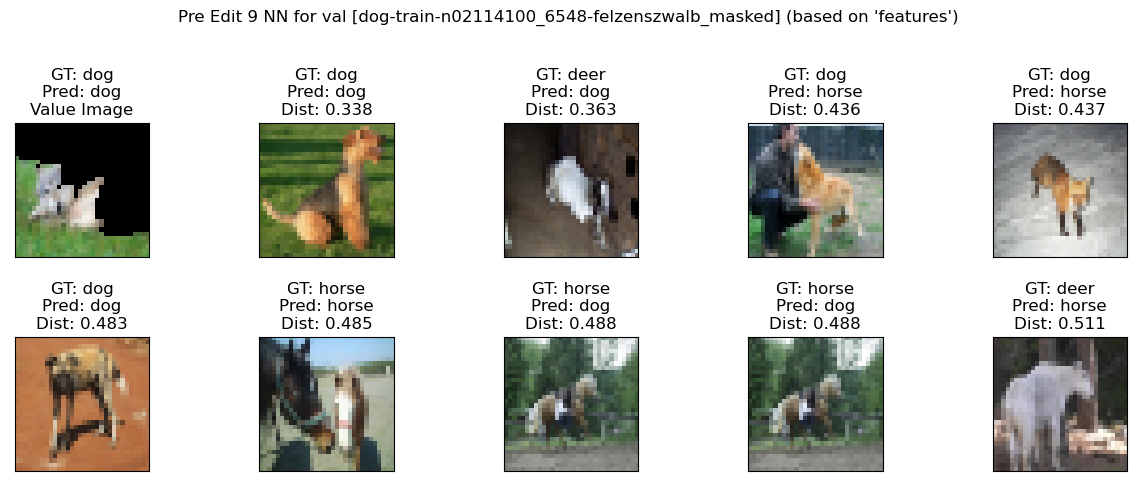 Pre Edit 9 NN for val [dog-train-n02114100_6548-felzenszwalb_masked] (based on 'features')
GT: dog
Pred: dog
Value Image
GT: dog
Pred: dog
Dist: 0.338
GT: deer
Pred: dog
Dist: 0.363
GT: dog
Pred: horse
Dist: 0.436
GT: dog
Pred: horse
Dist: 0.437
GT: dog
Pred: dog
Dist: 0.483
GT: horse
Pred: horse
Dist: 0.485
GT: horse
Pred: dog
Dist: 0.488
GT: horse
Pred: dog
Dist: 0.488
GT: deer
Pred: horse
Dist: 0.511